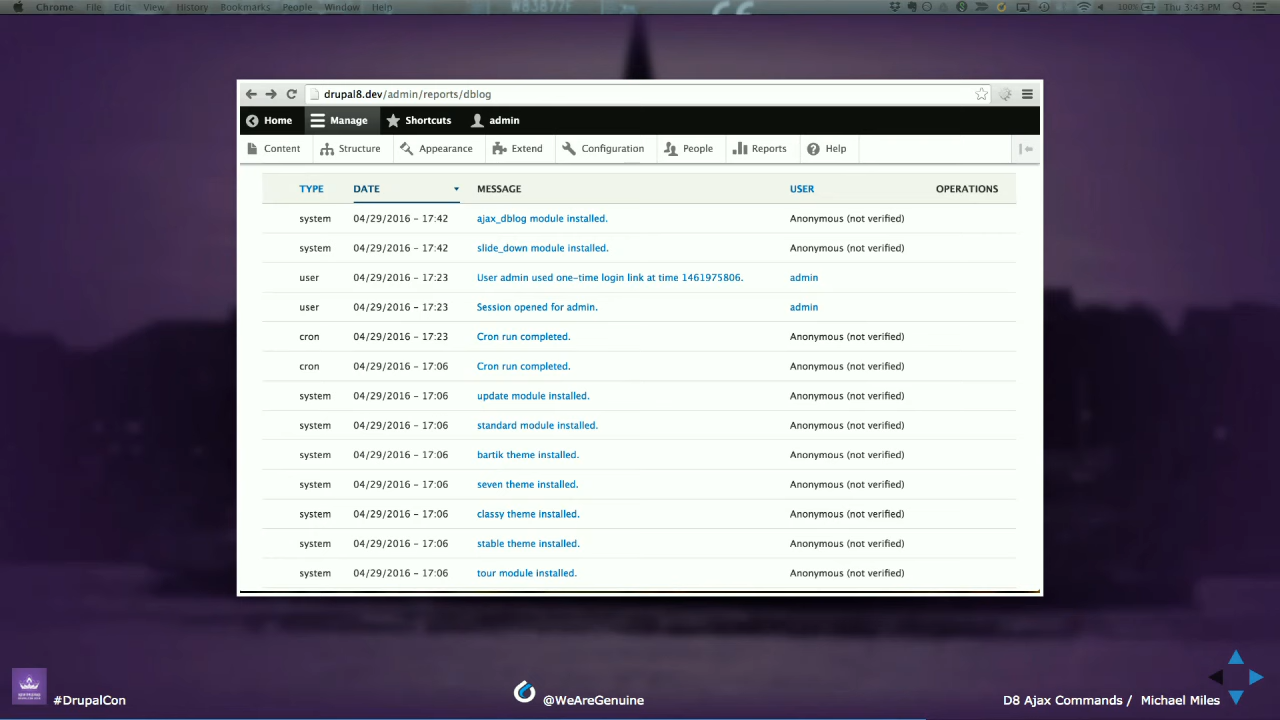 Chrome File Edit View History Bookmarks People Window Help 100% Thu 3:43 PM
drupal8.dev/admin/reports/dblog
Home Manage Shortcuts admin
Content Structure Appearance Extend Configuration People Reports Help
TYPE DATE MESSAGE USER OPERATIONS
system 04/29/2016 - 17:42 ajax_dblog module installed. Anonymous (not verified)
system 04/29/2016 - 17:42 slide_down module installed. Anonymous (not verified)
user 04/29/2016 - 17:23 User admin used one-time login link at time 1461975806. admin
user 04/29/2016 - 17:23 Session opened for admin. admin
cron 04/29/2016 - 17:23 Cron run completed. Anonymous (not verified)
cron 04/29/2016 - 17:06 Cron run completed. Anonymous (not verified)
system 04/29/2016 - 17:06 update module installed. Anonymous (not verified)
system 04/29/2016 - 17:06 standard module installed. Anonymous (not verified)
system 04/29/2016 - 17:06 bartik theme installed. Anonymous (not verified)
system 04/29/2016 - 17:06 seven theme installed. Anonymous (not verified)
system 04/29/2016 - 17:06 classy theme installed. Anonymous (not verified)
system 04/29/2016 - 17:06 stable theme installed. Anonymous (not verified)
system 04/29/2016 - 17:06 tour module installed. Anonymous (not verified)
#DrupalCon @WeAreGenuine D8 Ajax Commands / Michael Miles